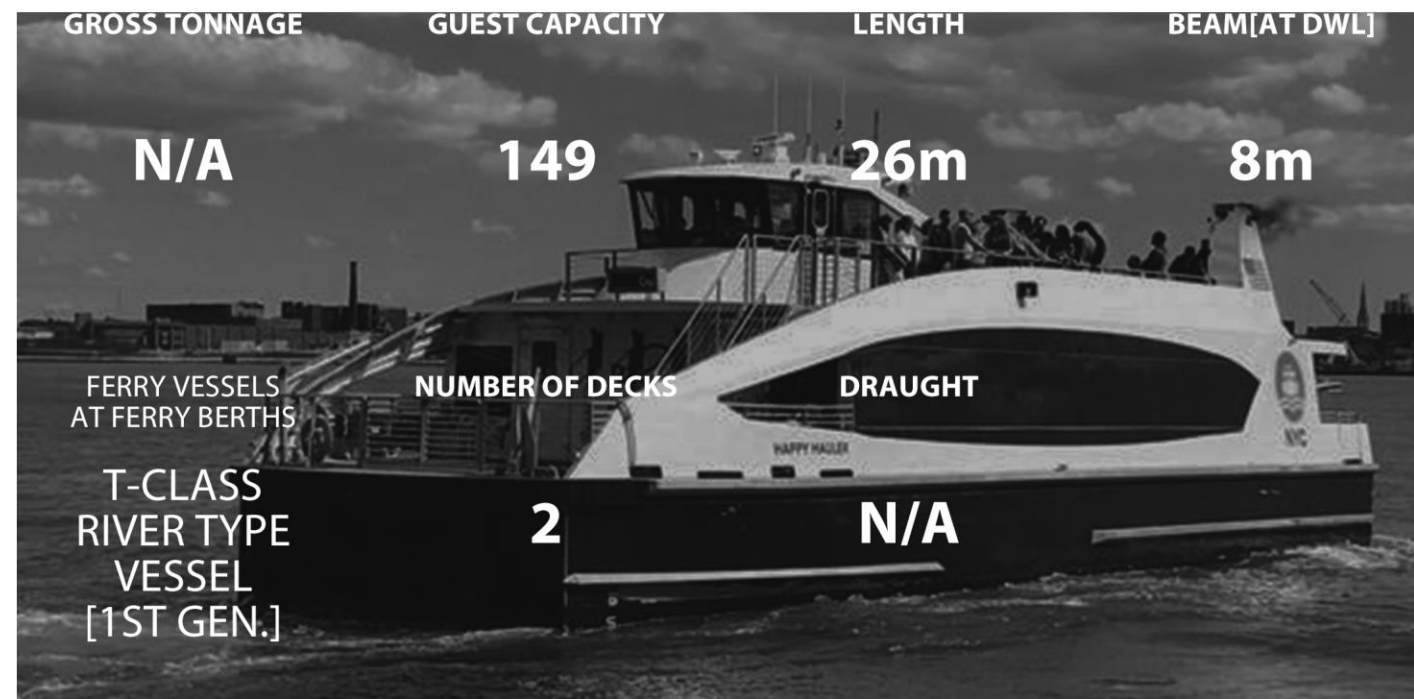 GROSS TONNAGE
GUEST CAPACITY
LENGTH
BEAM[AT DWL]
N/A
149
26m
8m
FERRY VESSELS
AT FERRY BERTHS
NUMBER OF DECKS
DRAUGHT
HAPPY HAULER
NYC
T-CLASS
RIVER TYPE
VESSEL
[1ST GEN.]
2
N/A